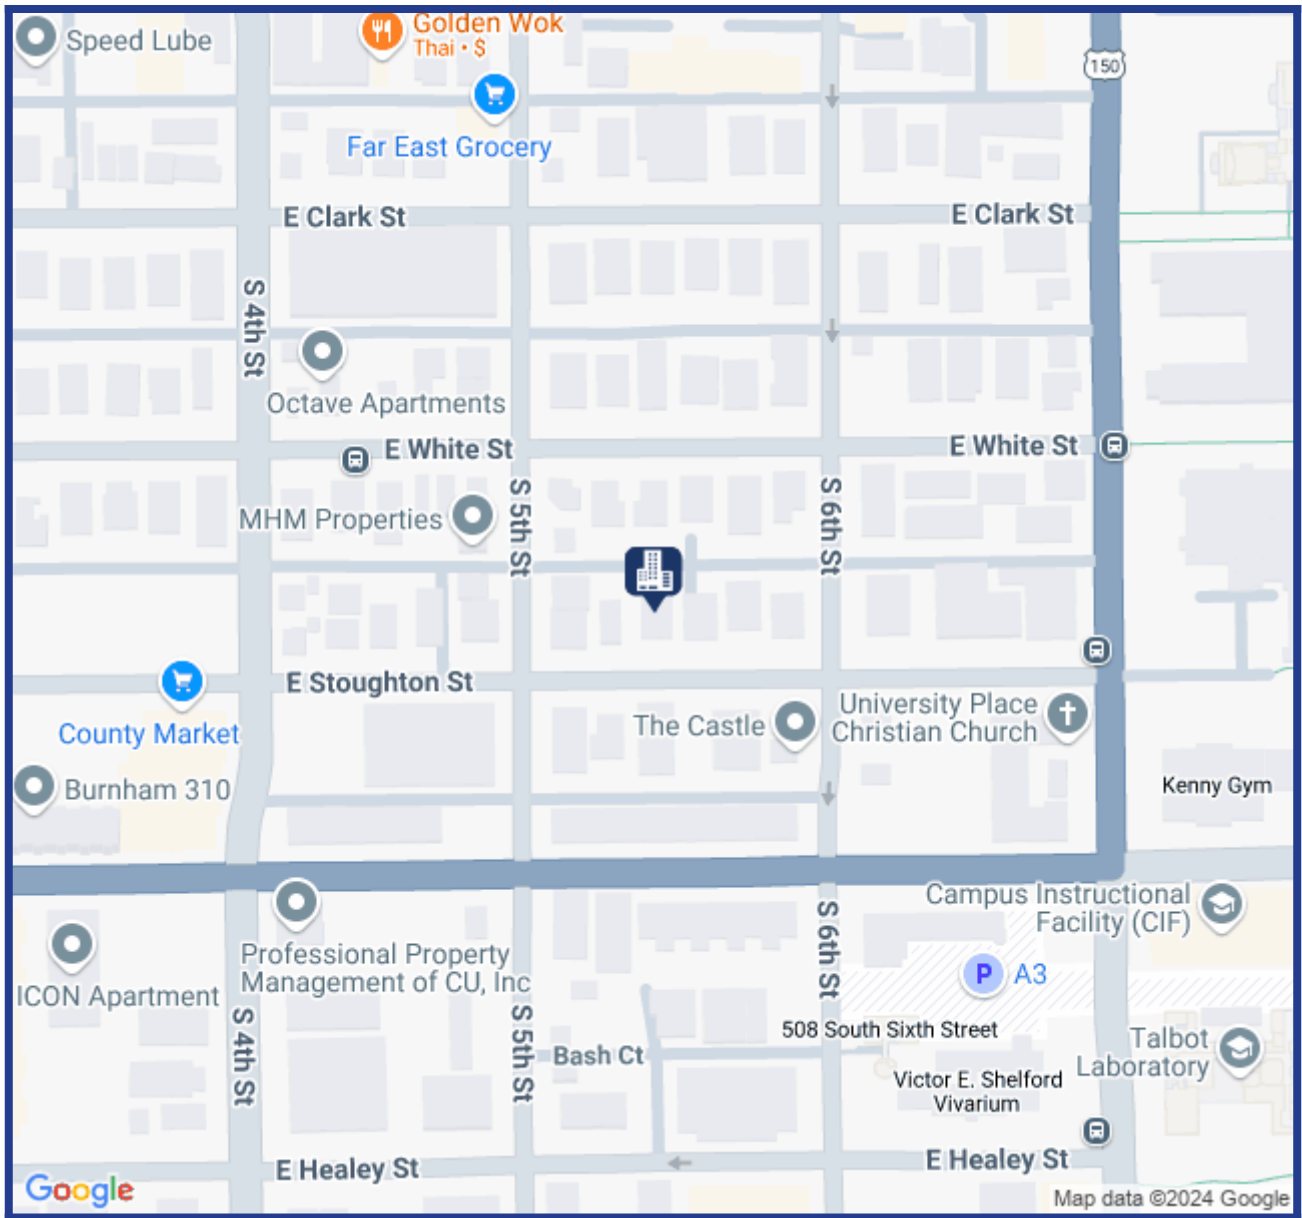 Speed Lube
Golden Wok
Thai • $
150
Far East Grocery
E Clark St
E Clark St
S 4th St
Octave Apartments
E White St
E White St
MHM Properties
S 5th St
S 6th St
E Stoughton St
County Market
The Castle
University Place
Christian Church
Burnham 310
Kenny Gym
Campus Instructional
Facility (CIF)
S 6th St
Professional Property
Management of CU, Inc
P A3
ICON Apartment
S 4th St
S 5th St
508 South Sixth Street
Bash Ct
Talbot
Laboratory
Victor E. Shelford
Vivarium
E Healey St
E Healey St
Google
Map data ©2024 Google